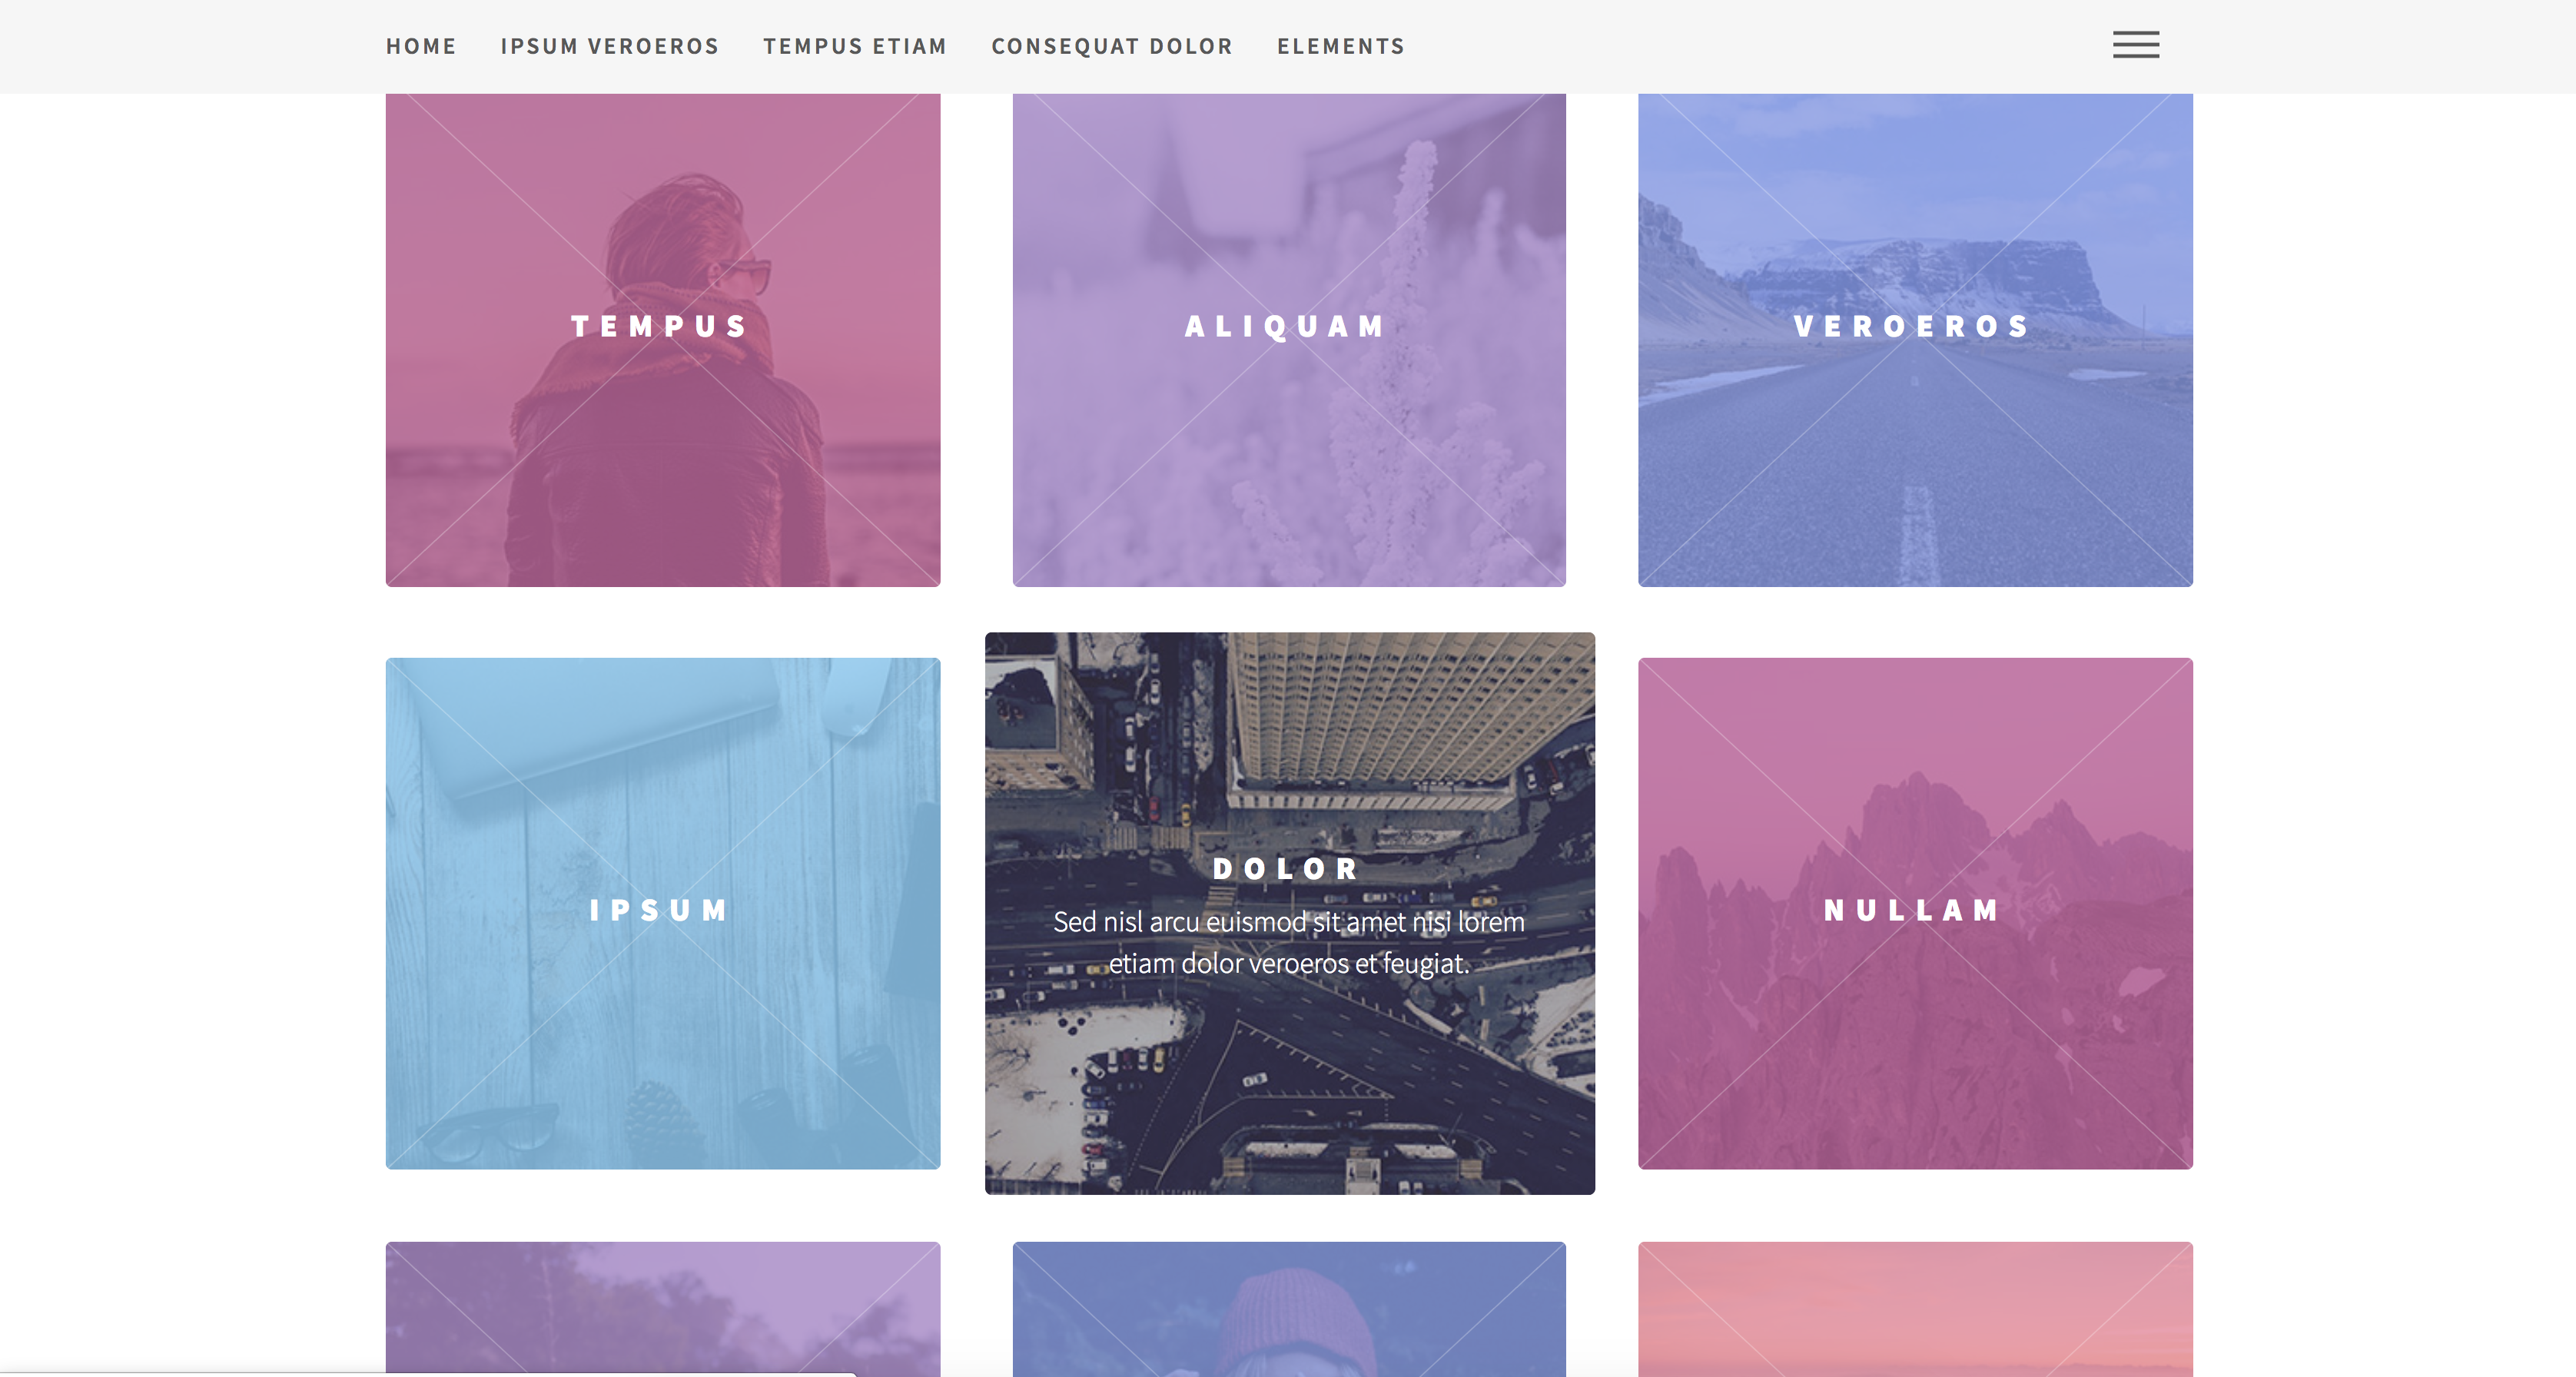 HOME IPSUM VEROEROS TEMPUS ETIAM CONSEQUAT DOLOR ELEMENTS
TEMPUS ALIQUAM VEROEROS
IPSUM
DOLOR
Sed nisl arcu euismod sit amet nisi lorem
etiam dolor veroeros et feugiat.
NULLAM